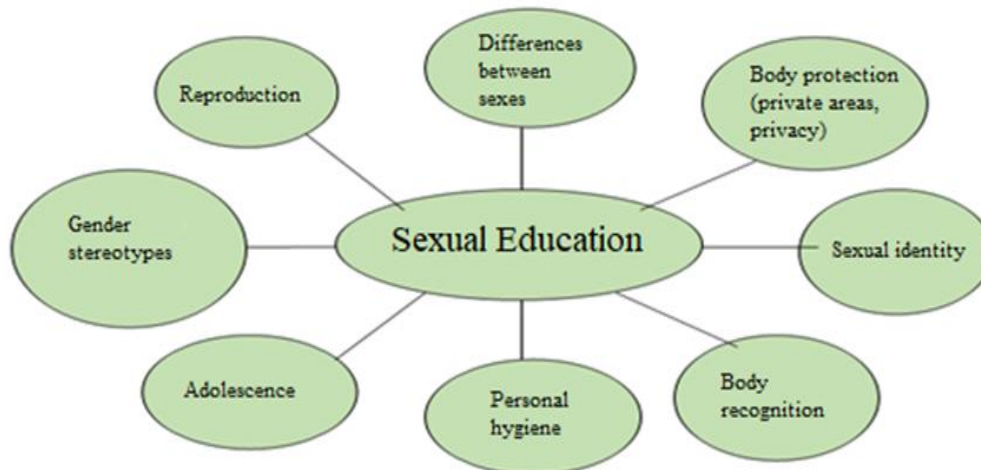 Differences
between
sexes
Reproduction
Body protection
(private areas,
privacy)
Gender
stereotypes
Sexual Education
Sexual identity
Adolescence
Personal
hygiene
Body
recognition